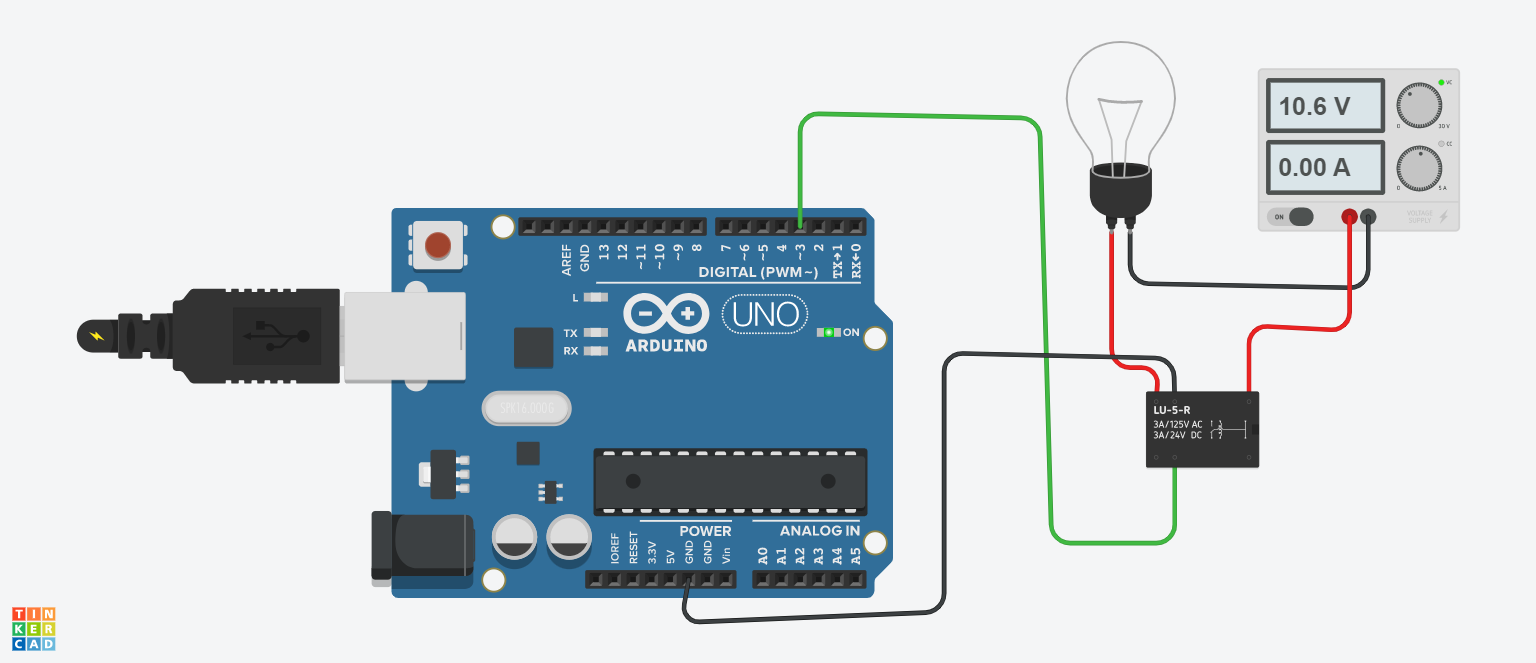 10.6 V
VC
0
30 V
0.00 A
CC
0
5 A
ON
VOLTAGE
SUPPLY
AREF
GND
13
12
~11
~10
~9
8
7
~6
~5
4
~3
2
TX→1
RX←0
DIGITAL (PWM~)
L
TX
RX
UNO
ON
ARDUINO
LU-5-R
3A/125V AC
3A/24V DC
POWER
ANALOG IN
IOREF
RESET
3.3V
5V
GND
GND
Vin
A0
A1
A2
A3
A4
A5
TIN
KER
CAD